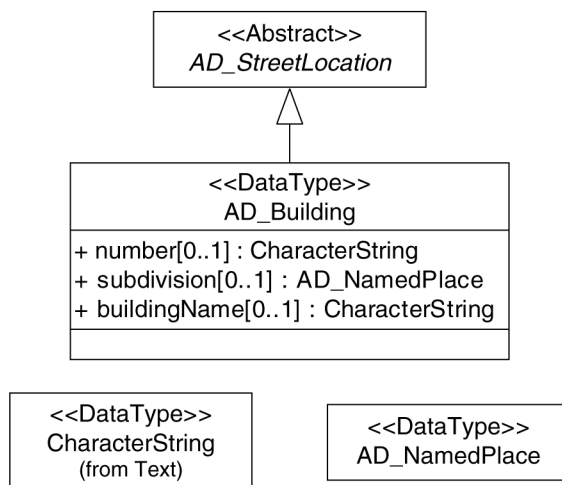 <<Abstract>>
AD_StreetLocation
<<DataType>>
AD_Building
+ number[0..1] : CharacterString
+ subdivision[0..1] : AD_NamedPlace
+ buildingName[0..1] : CharacterString
<<DataType>>
CharacterString
(from Text)
<<DataType>>
AD_NamedPlace